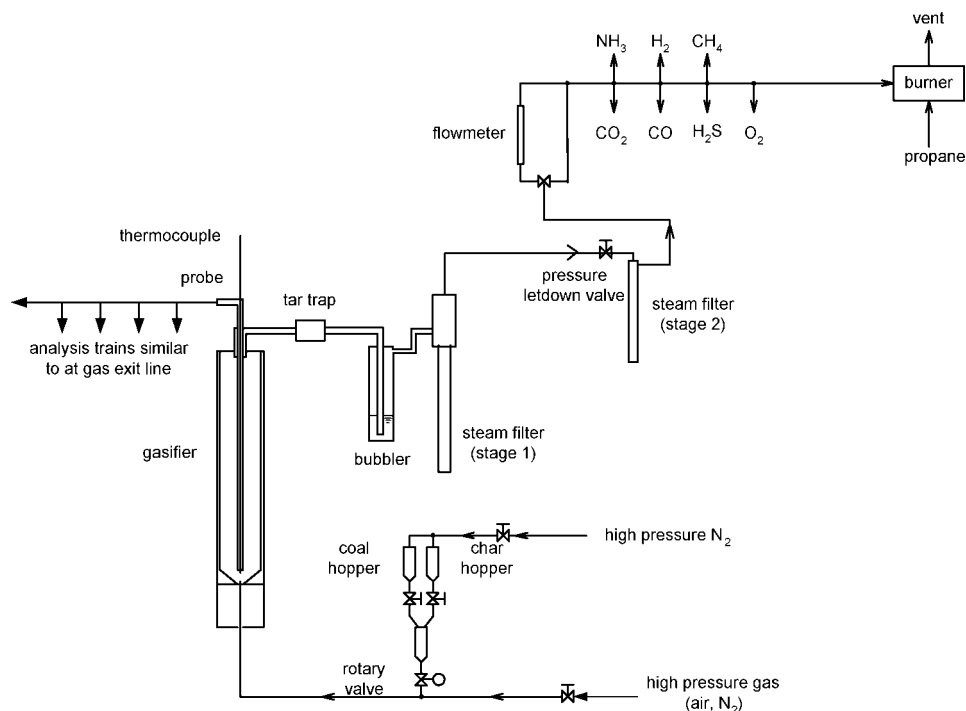 vent
NH3 H2 CH4
burner
flowmeter
CO2 CO H2S O2
propane
thermocouple
probe
tar trap
pressure
letdown valve
steam filter
(stage 2)
analysis trains similar
to at gas exit line
gasifier
bubbler
steam filter
(stage 1)
coal
hopper
char
hopper
high pressure N2
rotary
valve
high pressure gas
(air, N2)